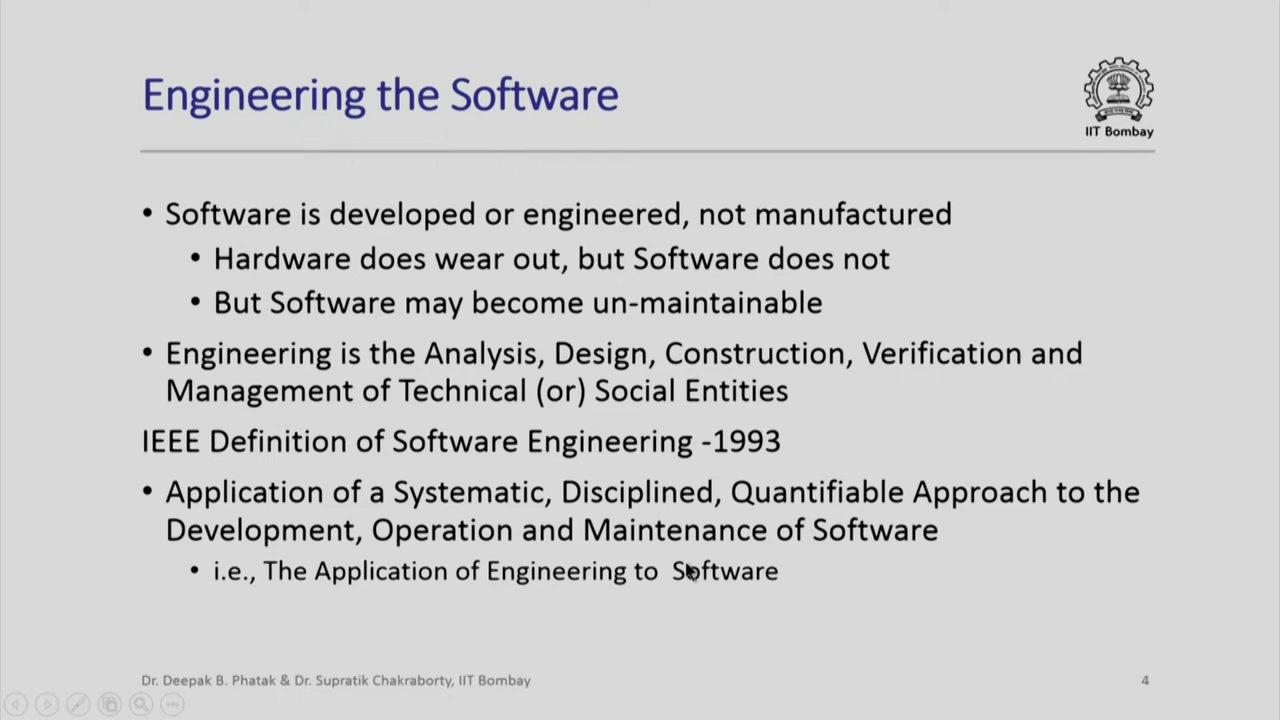 Engineering the Software
IIT Bombay
• Software is developed or engineered, not manufactured
• Hardware does wear out, but Software does not
• But Software may become un-maintainable
• Engineering is the Analysis, Design, Construction, Verification and
Management of Technical (or) Social Entities
IEEE Definition of Software Engineering -1993
• Application of a Systematic, Disciplined, Quantifiable Approach to the
Development, Operation and Maintenance of Software
• i.e., The Application of Engineering to Software
Dr. Deepak B. Phatak & Dr. Supratik Chakraborty, IIT Bombay
4